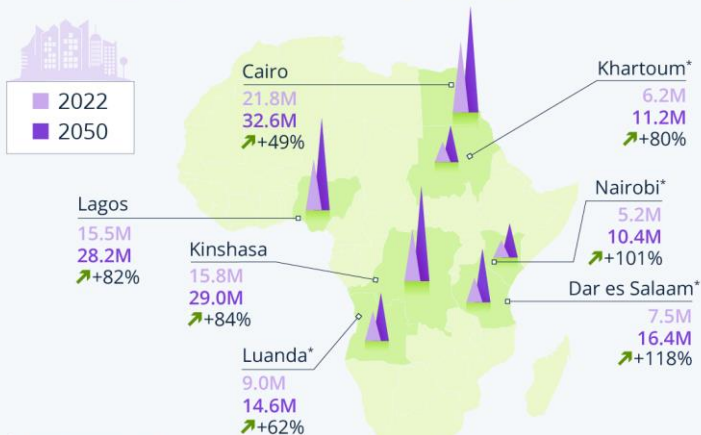 2022
2050
Cairo
21.8M
32.6M
+49%
Khartoum*
6.2M
11.2M
+80%
Lagos
15.5M
28.2M
+82%
Kinshasa
15.8M
29.0M
+84%
Nairobi*
5.2M
10.4M
+101%
Dar es Salaam*
7.5M
16.4M
+118%
Luanda*
9.0M
14.6M
+62%